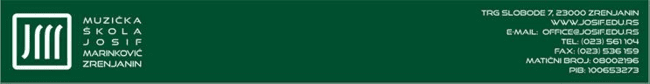 MUZIČKA
ŠKOLA
JOSIF
MARINKOVIĆ
ZRENJANIN
TRG SLOBODE 7, 23000 ZRENJANIN
WWW.JOSIF.EDU.RS
E-MAIL: OFFICE@JOSIF.EDU.RS
TEL: (023) 561 104
FAX: (023) 536 159
MATIČNI BROJ: 08002196
PIB: 100653273